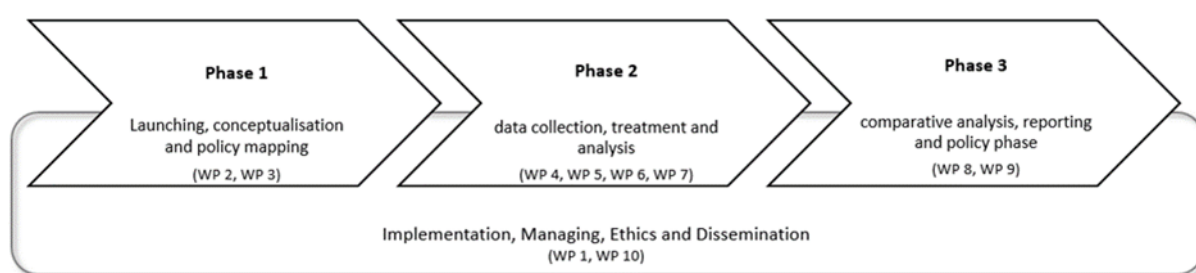 Phase 1
Launching, conceptualisation
and policy mapping
(WP 2, WP 3)
Phase 2
data collection, treatment and
analysis
(WP 4, WP 5, WP 6, WP 7)
Phase 3
comparative analysis, reporting
and policy phase
(WP 8, WP 9)
Implementation, Managing, Ethics and Dissemination
(WP 1, WP 10)